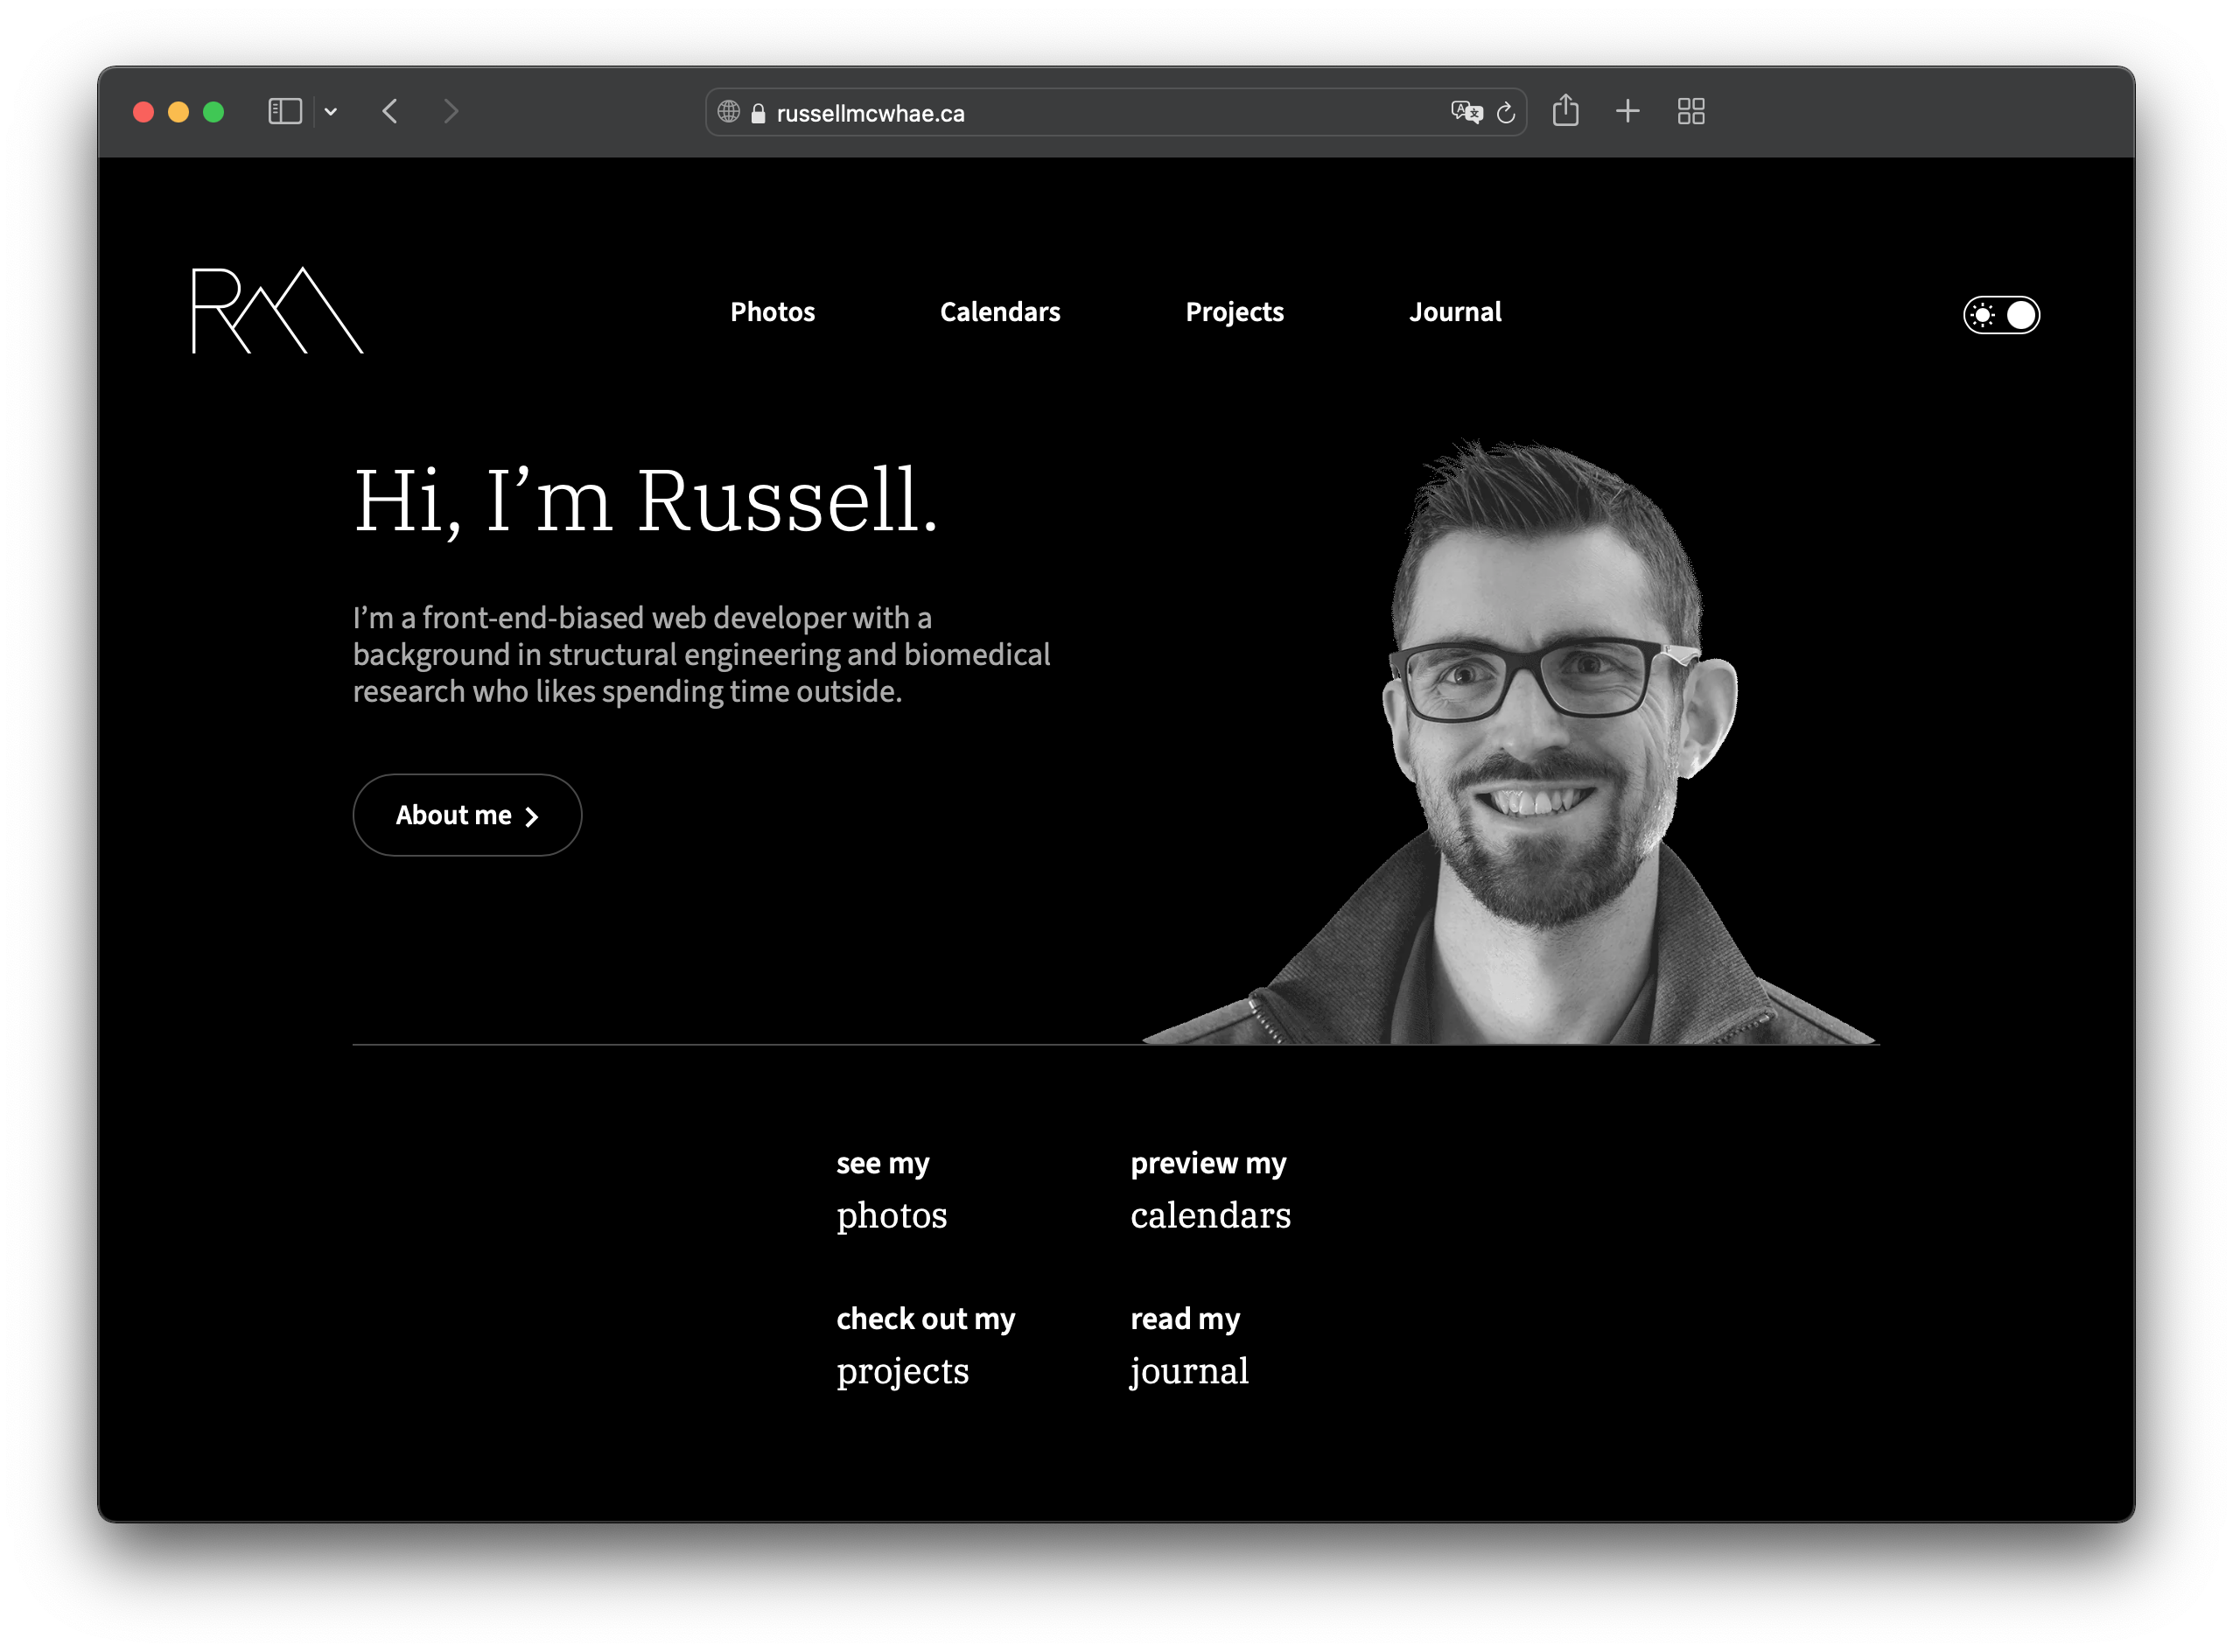 russellmcwhae.ca
RM
Photos Calendars Projects Journal
Hi, I’m Russell.
I’m a front-end-biased web developer with a
background in structural engineering and biomedical
research who likes spending time outside.
About me
see my
photos
preview my
calendars
check out my
projects
read my
journal